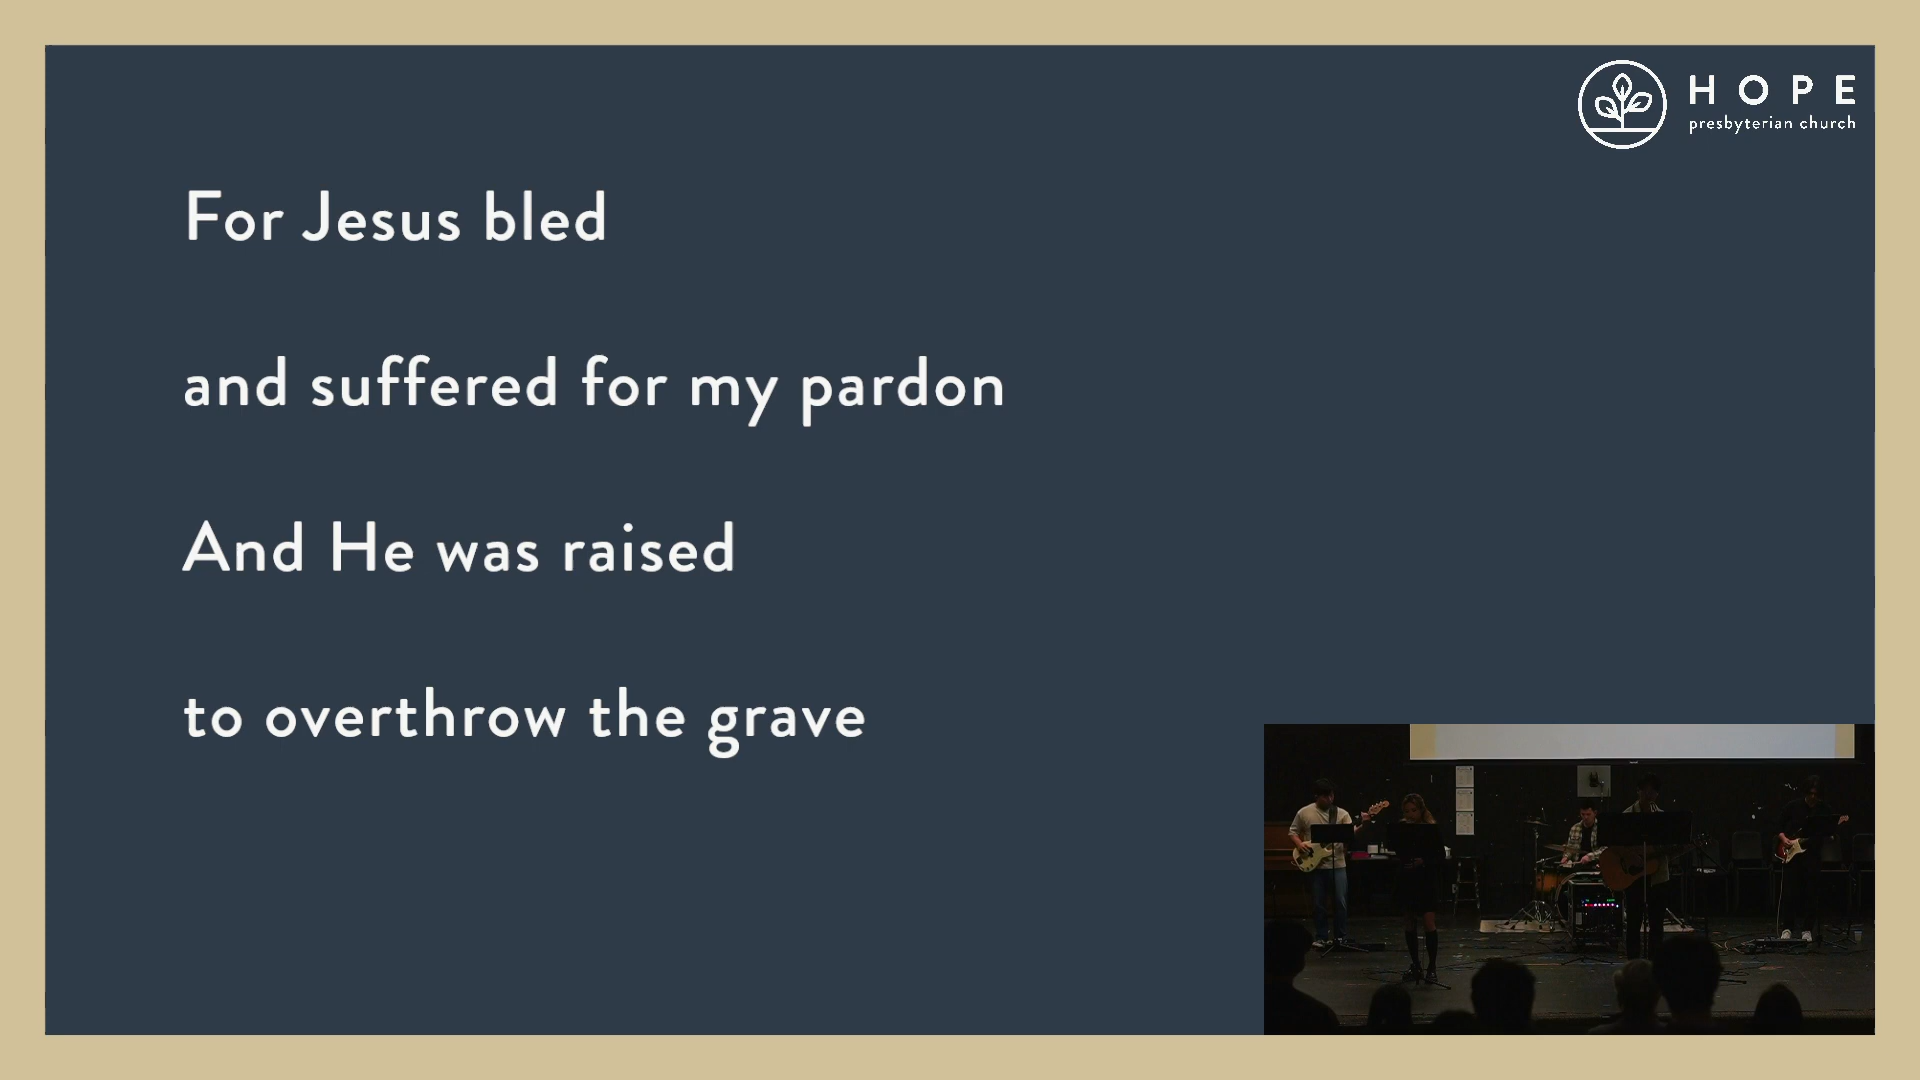 HOPE
presbyterian church
For Jesus bled
and suffered for my pardon
And He was raised
to overthrow the grave